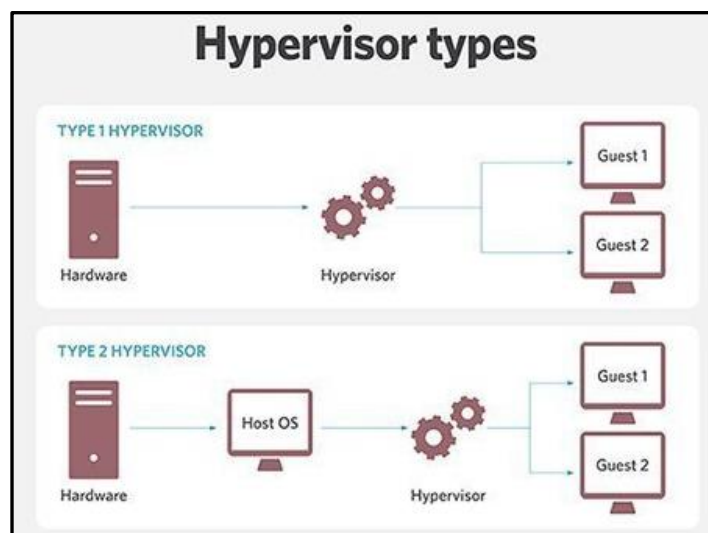 Hypervisor types
TYPE 1 HYPERVISOR
Guest 1
Guest 2
Hardware
Hypervisor
TYPE 2 HYPERVISOR
Guest 1
Host OS
Guest 2
Hardware
Hypervisor